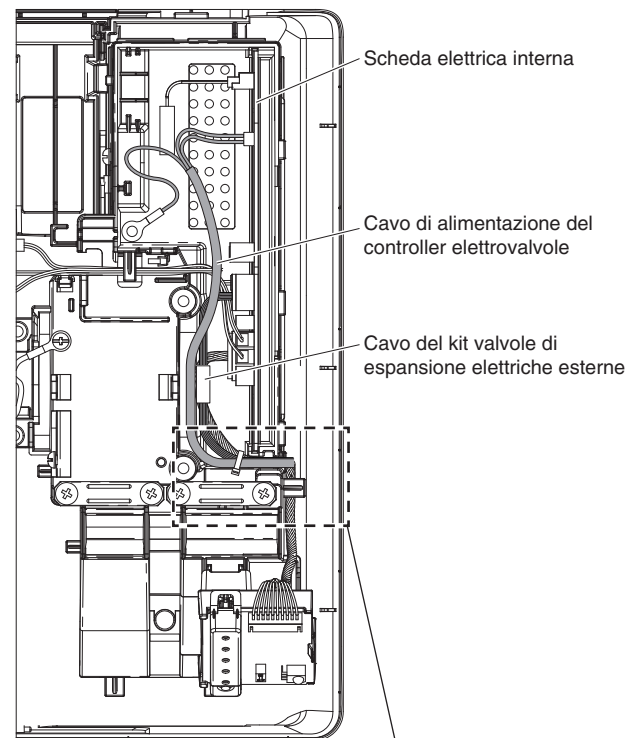 Scheda elettrica interna
Cavo di alimentazione del
controller elettrovalvole
Cavo del kit valvole di
espansione elettriche esterne